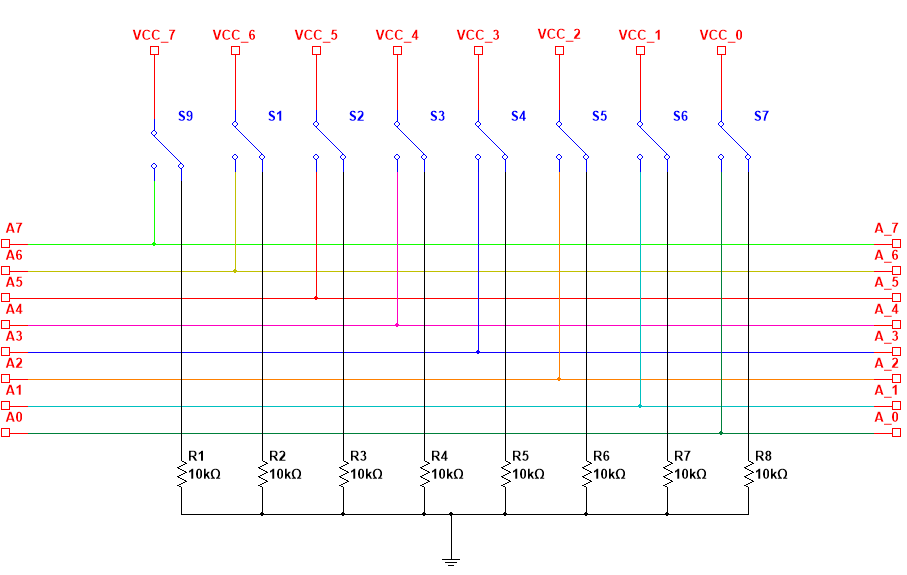 VCC_7 VCC_6 VCC_5 VCC_4 VCC_3 VCC_2 VCC_1 VCC_0
S9 S1 S2 S3 S4 S5 S6 S7
A7 A_7
A6 A_6
A5 A_5
A4 A_4
A3 A_3
A2 A_2
A1 A_1
A0 A_0
R1 R2 R3 R4 R5 R6 R7 R8
10kΩ 10kΩ 10kΩ 10kΩ 10kΩ 10kΩ 10kΩ 10kΩ